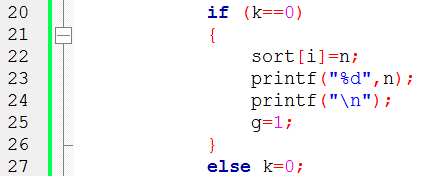 20 if (k==0)
21 {
22 sort[i]=n;
23 printf("%d",n);
24 printf("\n");
25 g=1;
26 }
27 else k=0;